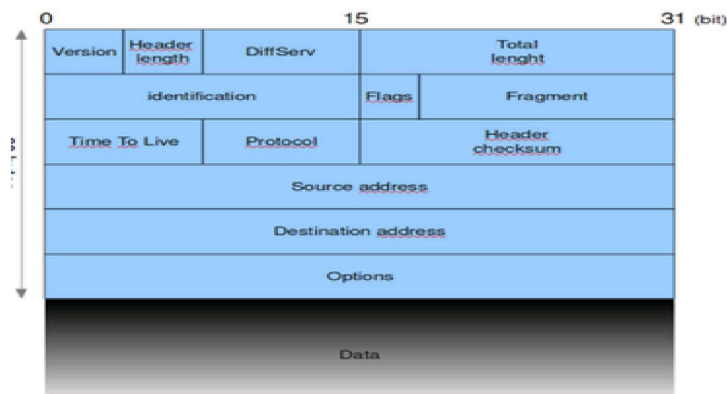 0 15 31 (bit)
Version Header length DiffServ Total lenght
identification Flags Fragment
Time To Live Protocol Header checksum
Source address
Destination address
Options
Data